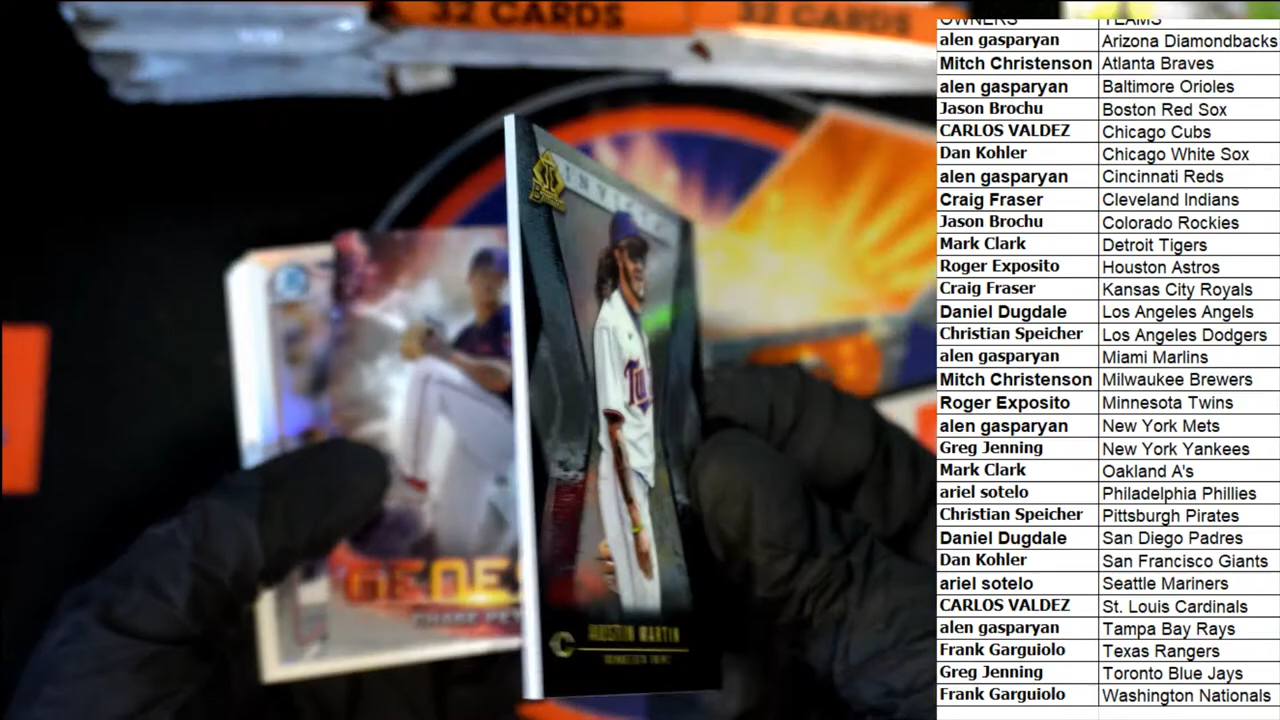 32 CARDS 32 CARDS
OWNERS TEAMS
alen gasparyan Arizona Diamondbacks
Mitch Christenson Atlanta Braves
alen gasparyan Baltimore Orioles
Jason Brochu Boston Red Sox
CARLOS VALDEZ Chicago Cubs
Dan Kohler Chicago White Sox
alen gasparyan Cincinnati Reds
Craig Fraser Cleveland Indians
Jason Brochu Colorado Rockies
Mark Clark Detroit Tigers
Roger Exposito Houston Astros
Craig Fraser Kansas City Royals
Daniel Dugdale Los Angeles Angels
Christian Speicher Los Angeles Dodgers
alen gasparyan Miami Marlins
Mitch Christenson Milwaukee Brewers
Roger Exposito Minnesota Twins
alen gasparyan New York Mets
Greg Jenning New York Yankees
Mark Clark Oakland A's
ariel sotelo Philadelphia Phillies
Christian Speicher Pittsburgh Pirates
Daniel Dugdale San Diego Padres
Dan Kohler San Francisco Giants
ariel sotelo Seattle Mariners
CARLOS VALDEZ St. Louis Cardinals
alen gasparyan Tampa Bay Rays
Frank Garguiolo Texas Rangers
Greg Jenning Toronto Blue Jays
Frank Garguiolo Washington Nationals
MARTIN